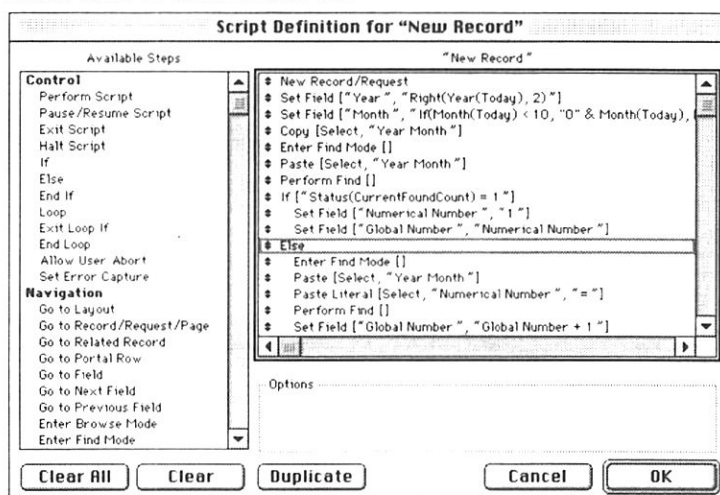 Script Definition for “New Record”
Available Steps
Control
Perform Script
Pause/Resume Script
Exit Script
Halt Script
If
Else
End If
Loop
Exit Loop If
End Loop
Allow User Abort
Set Error Capture
Navigation
Go to Layout
Go to Record/Request/Page
Go to Related Record
Go to Portal Row
Go to Field
Go to Next Field
Go to Previous Field
Enter Browse Mode
Enter Find Mode
"New Record"
New Record/Request
Set Field ["Year", "Right(Year(Today), 2)"]
Set Field ["Month", "If(Month(Today) < 10, "0" & Month(Today),
Copy [Select, "Year Month"]
Enter Find Mode []
Paste [Select, "Year Month"]
Perform Find []
If ["Status(CurrentFoundCount) = 1"]
Set Field ["Numerical Number", "1"]
Set Field ["Global Number", "Numerical Number"]
Else
Enter Find Mode []
Paste [Select, "Year Month"]
Paste Literal [Select, "Numerical Number", "="]
Perform Find []
Set Field ["Global Number", "Global Number + 1"]
Options
Clear All
Clear
Duplicate
Cancel
OK